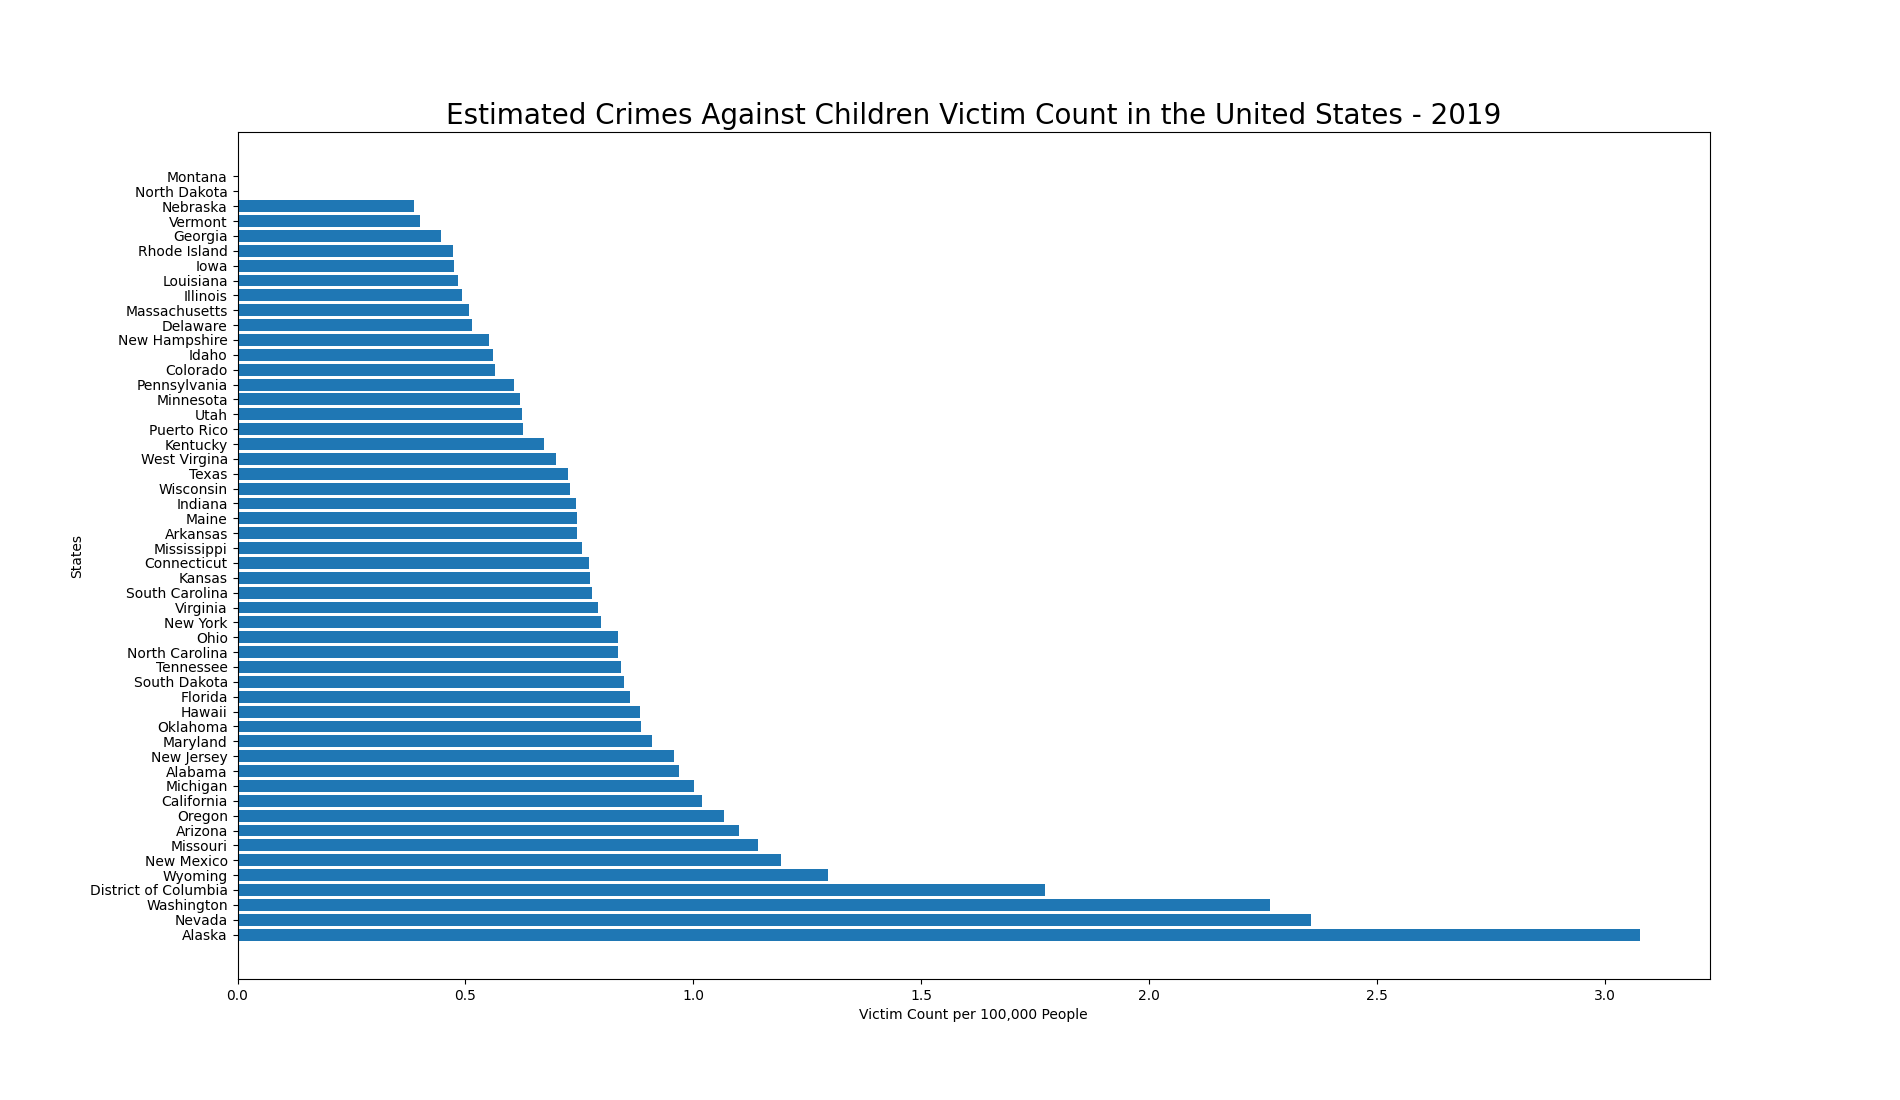 Estimated Crimes Against Children Victim Count in the United States - 2019
Montana
North Dakota
Nebraska
Vermont
Georgia
Rhode Island
Iowa
Louisiana
Illinois
Massachusetts
Delaware
New Hampshire
Idaho
Colorado
Pennsylvania
Minnesota
Utah
Puerto Rico
Kentucky
West Virgina
Texas
Wisconsin
Indiana
Maine
Arkansas
Mississippi
Connecticut
Kansas
South Carolina
Virginia
New York
Ohio
North Carolina
Tennessee
South Dakota
Florida
Hawaii
Oklahoma
Maryland
New Jersey
Alabama
Michigan
California
Oregon
Arizona
Missouri
New Mexico
Wyoming
District of Columbia
Washington
Nevada
Alaska
States
0.0 0.5 1.0 1.5 2.0 2.5 3.0
Victim Count per 100,000 People